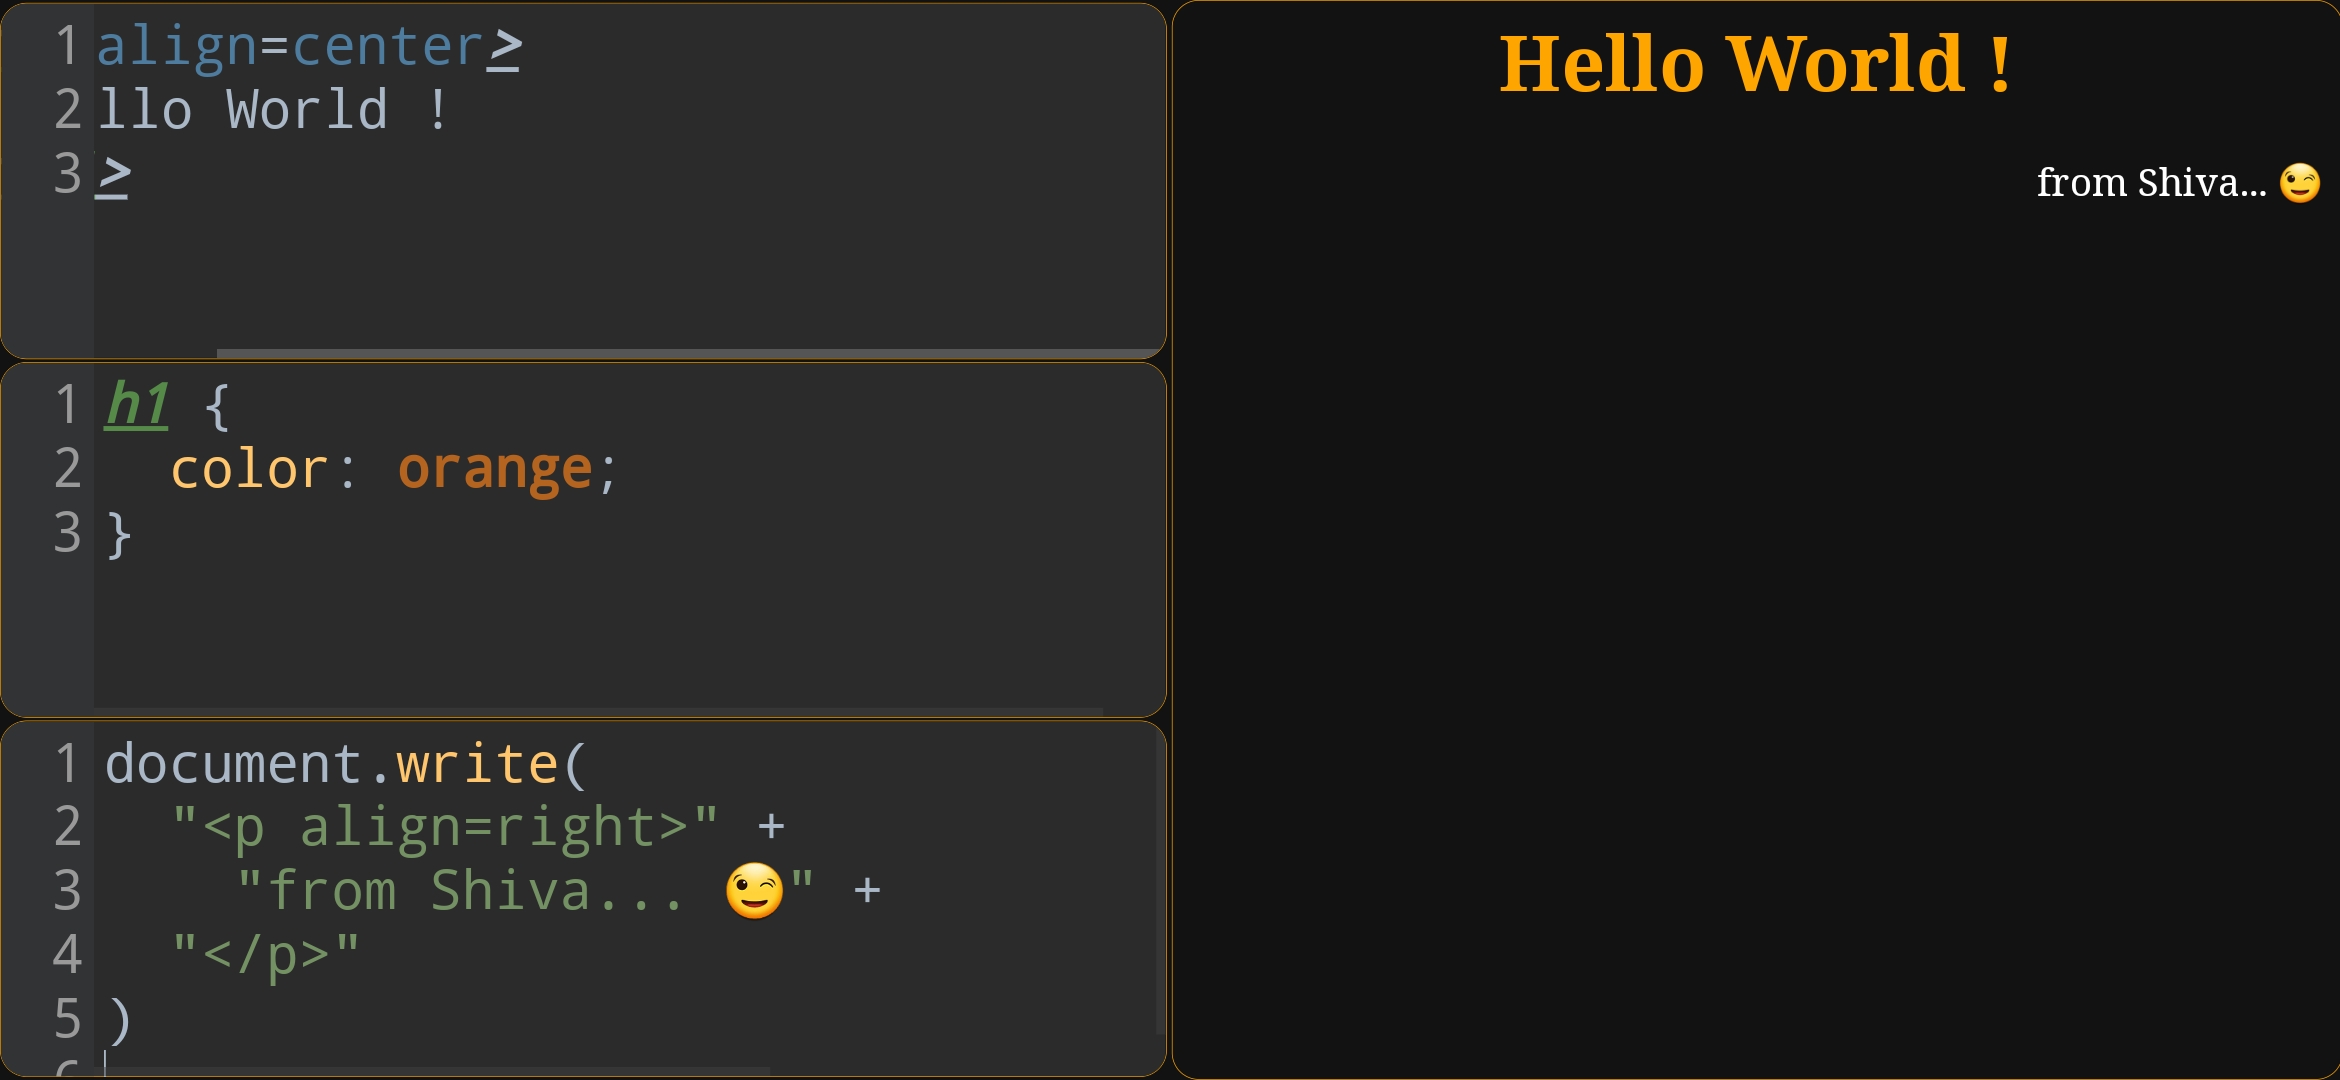 1 align=center>
2 llo World !
3 >
1 h1 {
2   color: orange;
3 }
1 document.write(
2   "<p align=right>" +
3     "from Shiva... 😉" +
4   "</p>"
5 )
6
Hello World !
from Shiva... 😉